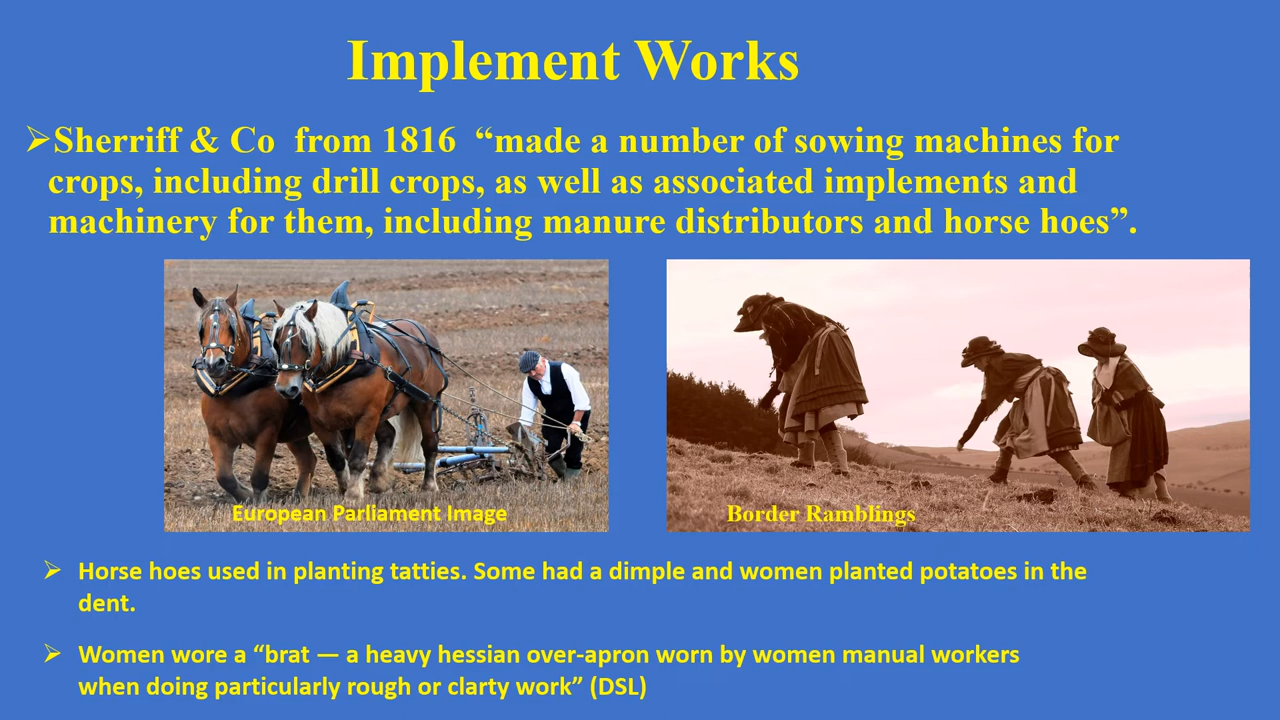 Implement Works
➢Sherriff & Co from 1816 “made a number of sowing machines for
crops, including drill crops, as well as associated implements and
machinery for them, including manure distributors and horse hoes”.
European Parliament Image
Border Ramblings
➢ Horse hoes used in planting tatties. Some had a dimple and women planted potatoes in the
dent.
➢ Women wore a “brat — a heavy hessian over-apron worn by women manual workers
when doing particularly rough or clarty work” (DSL)